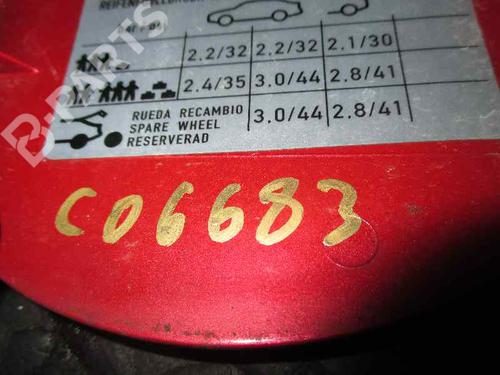 2.2/32 2.2/32 2.1/30
2.4/35 3.0/44 2.8/41
RUEDA RECAMBIO
SPARE WHEEL
RESERVERAD
3.0/44 2.8/41
C06683
B-PARTS